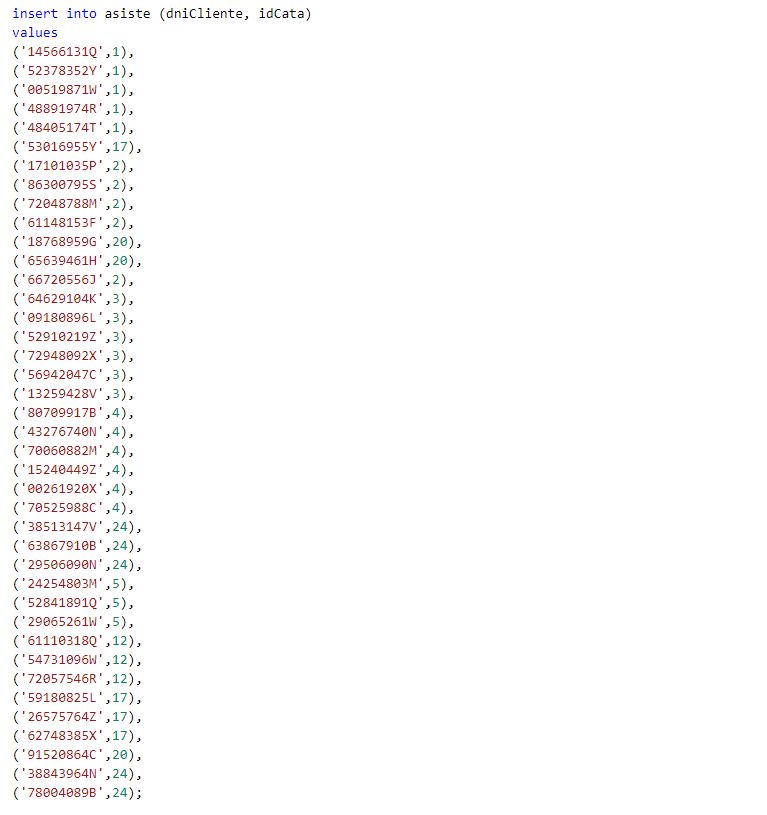 insert into asiste (dniCliente, idCata)
values
('14566131Q',1),
('52378352Y',1),
('00519871W',1),
('48891974R',1),
('48405174T',1),
('53016955Y',17),
('17101035P',2),
('86300795S',2),
('72048788M',2),
('61148153F',2),
('18768959G',20),
('65639461H',20),
('66720556J',2),
('64629104K',3),
('09180896L',3),
('52910219Z',3),
('72948092X',3),
('56942047C',3),
('13259428V',3),
('80709917B',4),
('43276740N',4),
('70060882M',4),
('15240449Z',4),
('00261920X',4),
('70525988C',4),
('38513147V',24),
('63867910B',24),
('29506090N',24),
('24254803M',5),
('52841891Q',5),
('29065261W',5),
('61110318Q',12),
('54731096W',12),
('72057546R',12),
('59180825L',17),
('26575764Z',17),
('62748385X',17),
('91520864C',20),
('38843964N',24),
('78004089B',24);